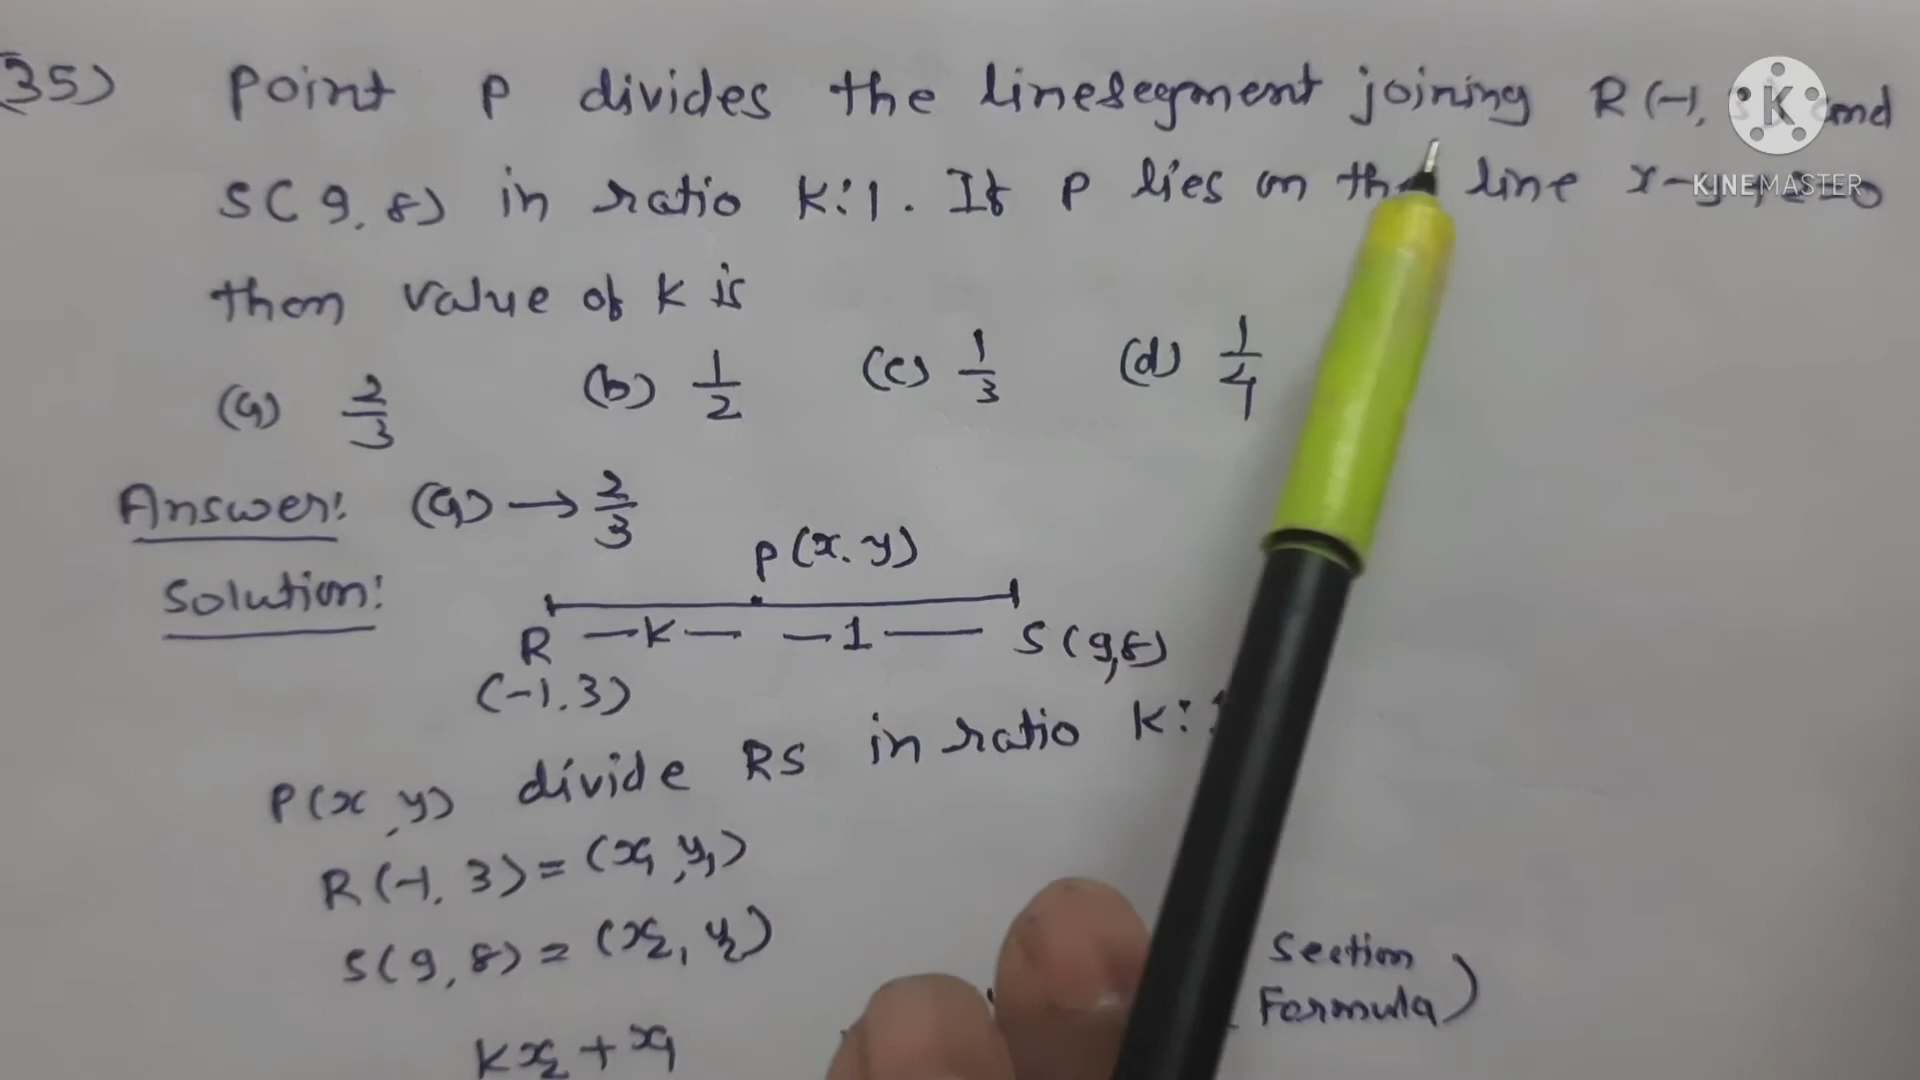 35) Point P divides the linesegment joining R(-1, and
S(9,8) in ratio K:1. If P lies on the line
then value of K is
(a) 2/3 (b) 1/2 (c) 1/3 (d) 1/4
Answer: (a) → 2/3
P(x,y)
Solution:
R —K— —1— S(9,8)
(-1,3)
P(x,y) divide RS in ratio K:
R(-1,3)=(x₁,y₁)
S(9,8)=(x₂,y₂)
Section
Formula)
Kx₂+x₁
K
KINEMASTER